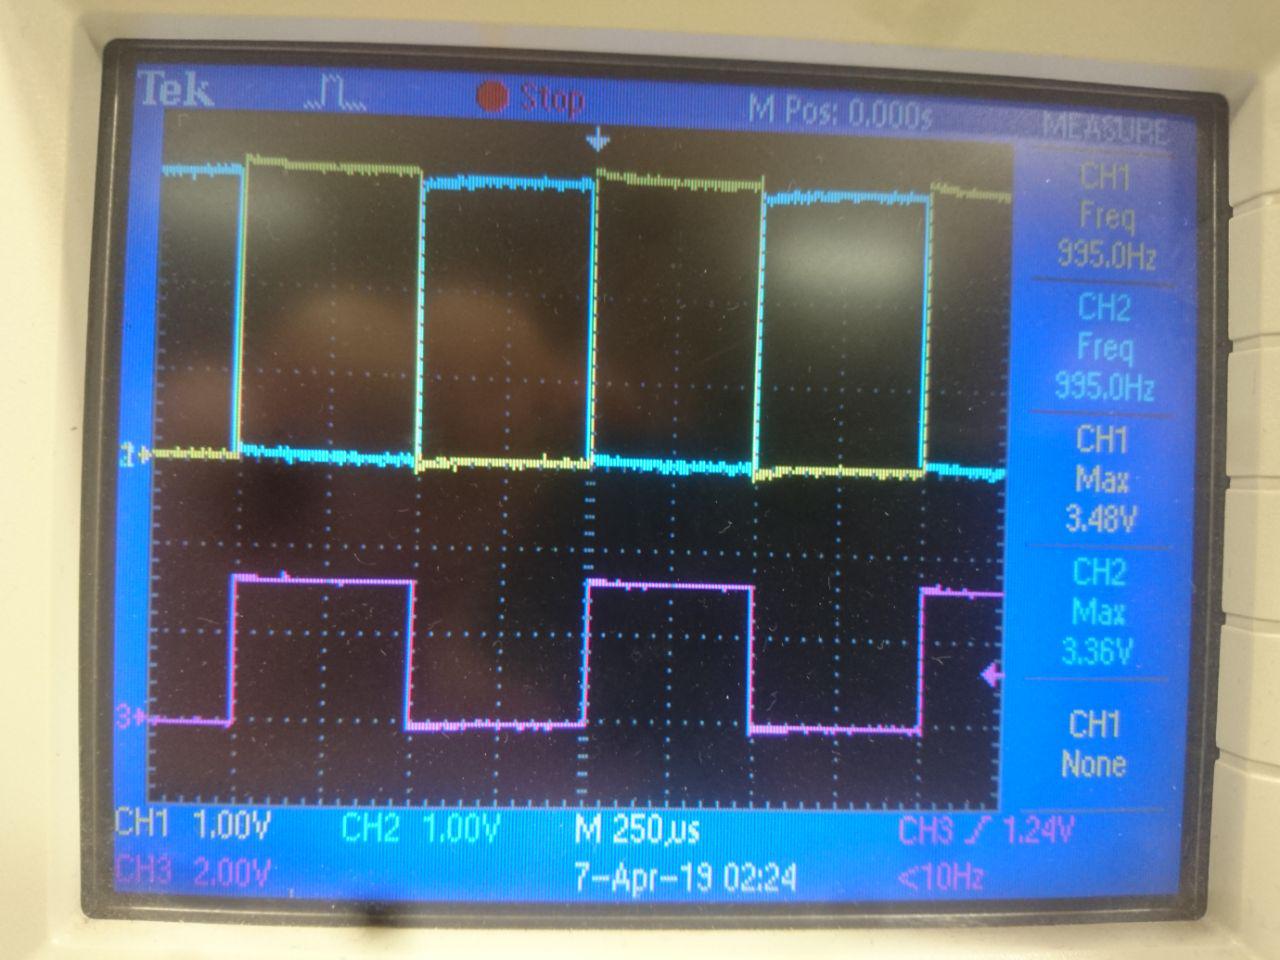 Tek Stop M Pos: 0.000s MEASURE
CH1
Freq
995.0Hz
CH2
Freq
995.0Hz
CH1
Max
3.48V
CH2
Max
3.36V
CH1
None
2
3
CH1 1.00V CH2 1.00V M 250µs CH3 1.24V
CH3 2.00V 7-Apr-19 02:24 <10Hz